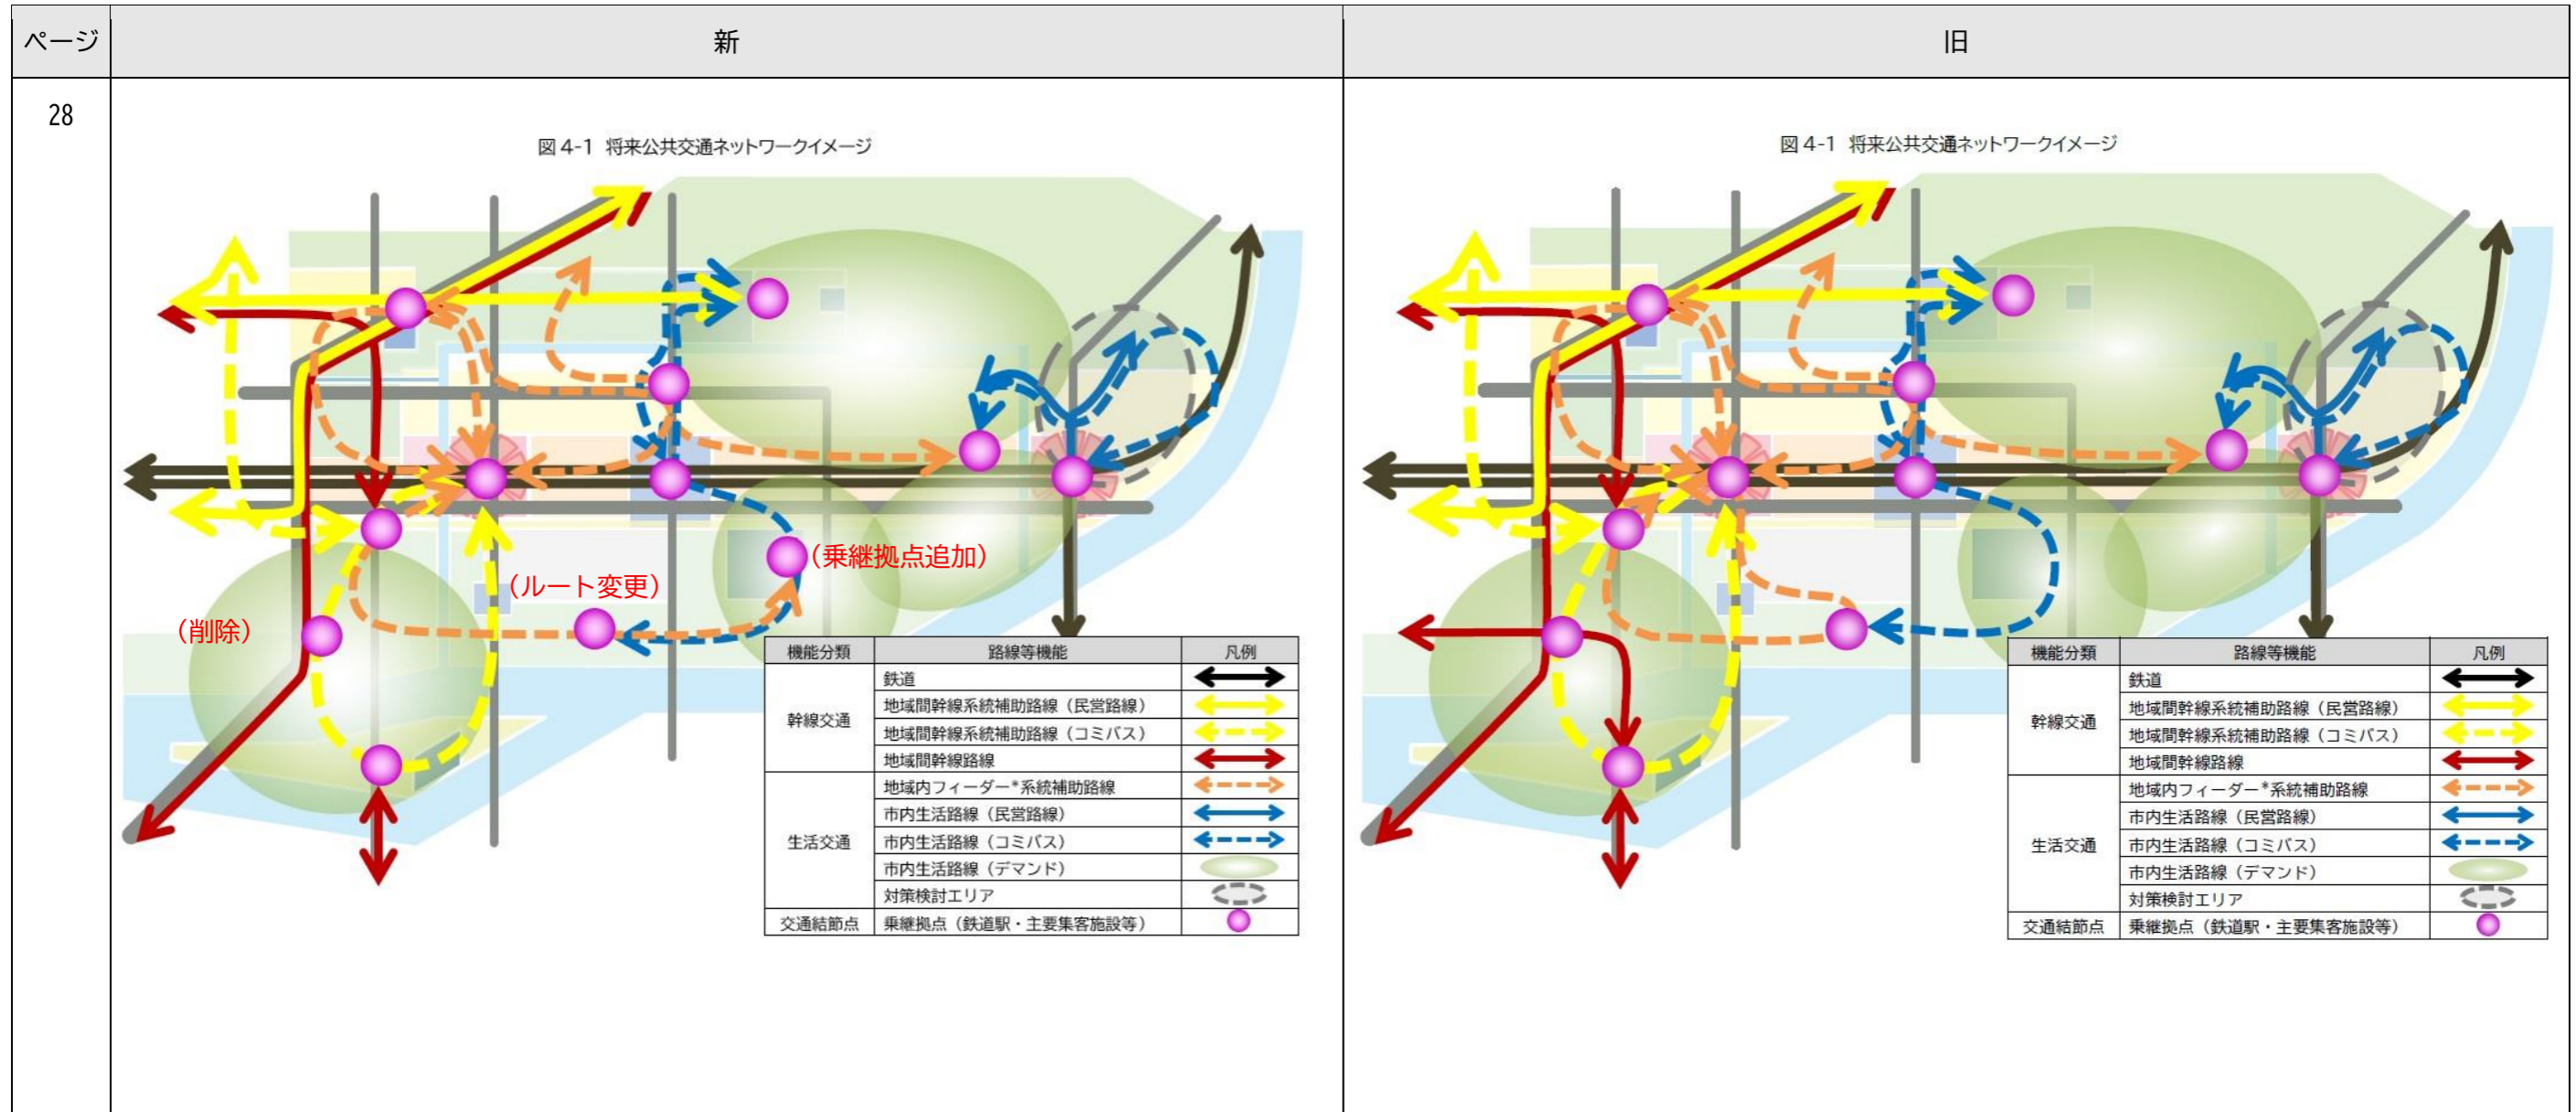 ページ 新 旧
28
図 4-1 将来公共交通ネットワークイメージ
(乗継拠点追加)
(ルート変更)
(削除)
機能分類 路線等機能 凡例
幹線交通
鉄道
地域間幹線系統補助路線（民営路線）
地域間幹線系統補助路線（コミバス）
地域間幹線路線
生活交通
地域内フィーダー*系統補助路線
市内生活路線（民営路線）
市内生活路線（コミバス）
市内生活路線（デマンド）
対策検討エリア
交通結節点 乗継拠点（鉄道駅・主要集客施設等）
図 4-1 将来公共交通ネットワークイメージ
機能分類 路線等機能 凡例
幹線交通
鉄道
地域間幹線系統補助路線（民営路線）
地域間幹線系統補助路線（コミバス）
地域間幹線路線
生活交通
地域内フィーダー*系統補助路線
市内生活路線（民営路線）
市内生活路線（コミバス）
市内生活路線（デマンド）
対策検討エリア
交通結節点 乗継拠点（鉄道駅・主要集客施設等）